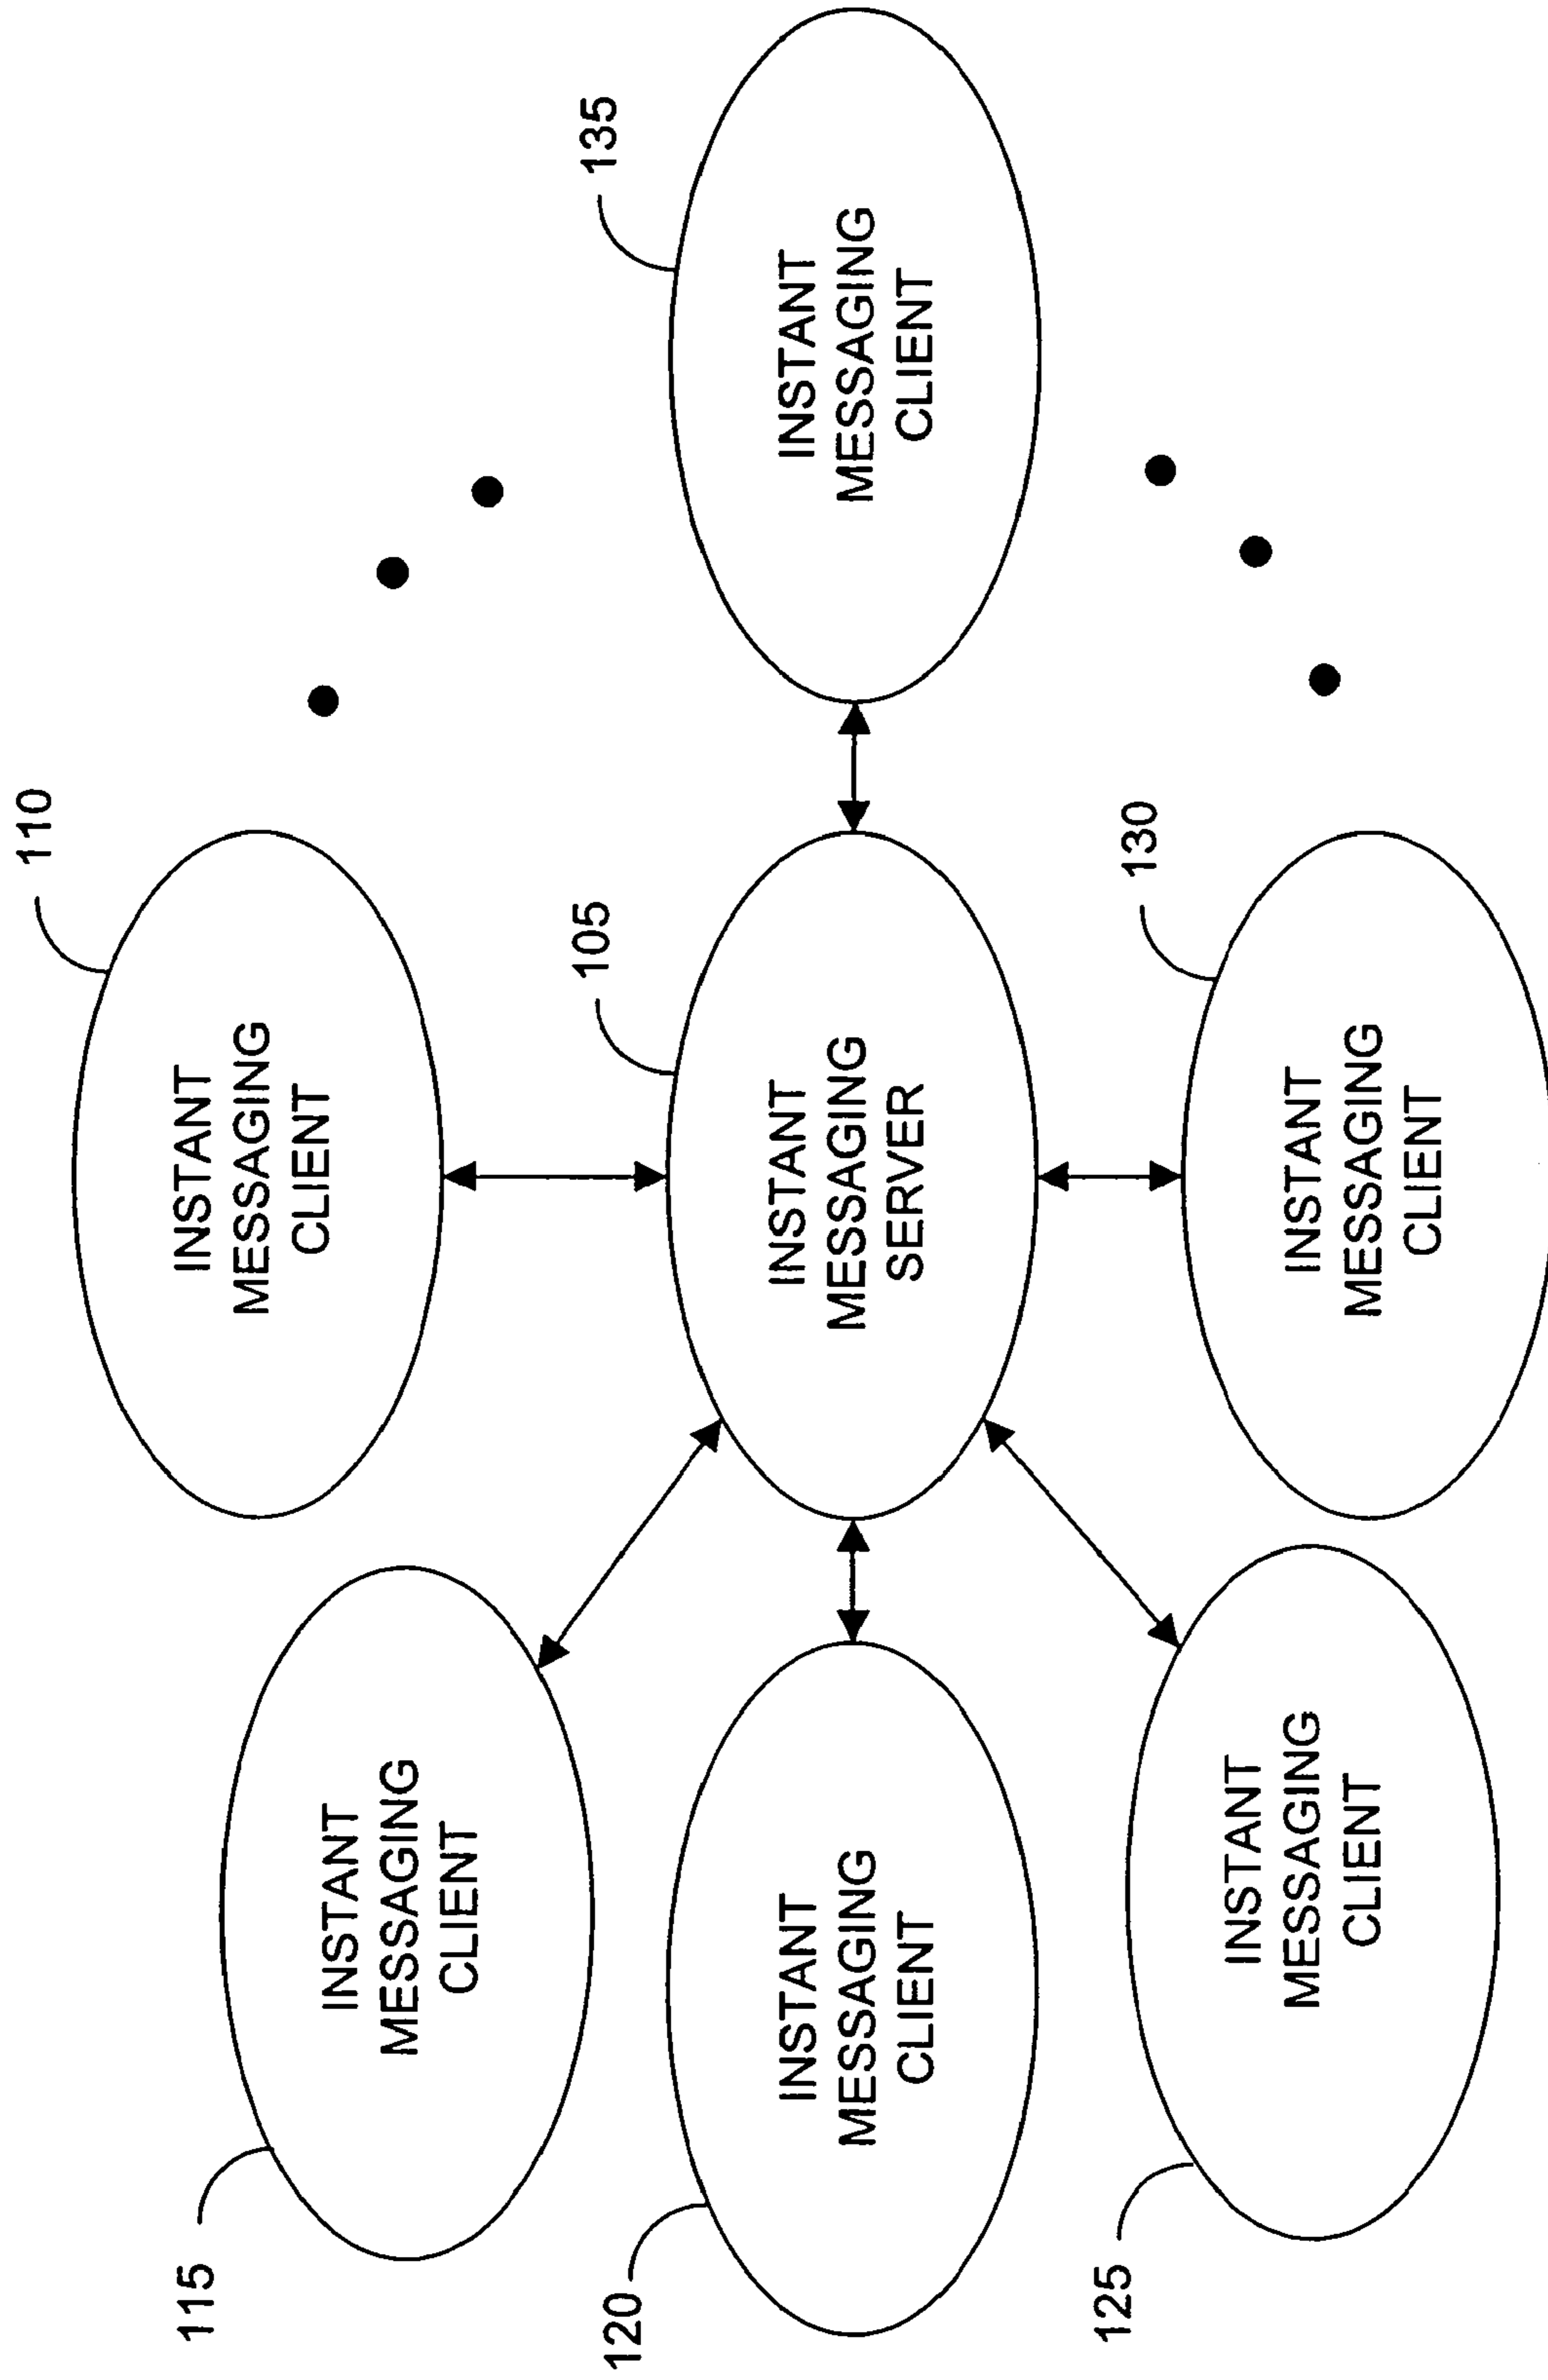 110
INSTANT
MESSAGING
CLIENT
115
INSTANT
MESSAGING
CLIENT
105
INSTANT
MESSAGING
SERVER
135
INSTANT
MESSAGING
CLIENT
120
INSTANT
MESSAGING
CLIENT
130
INSTANT
MESSAGING
CLIENT
125
INSTANT
MESSAGING
CLIENT